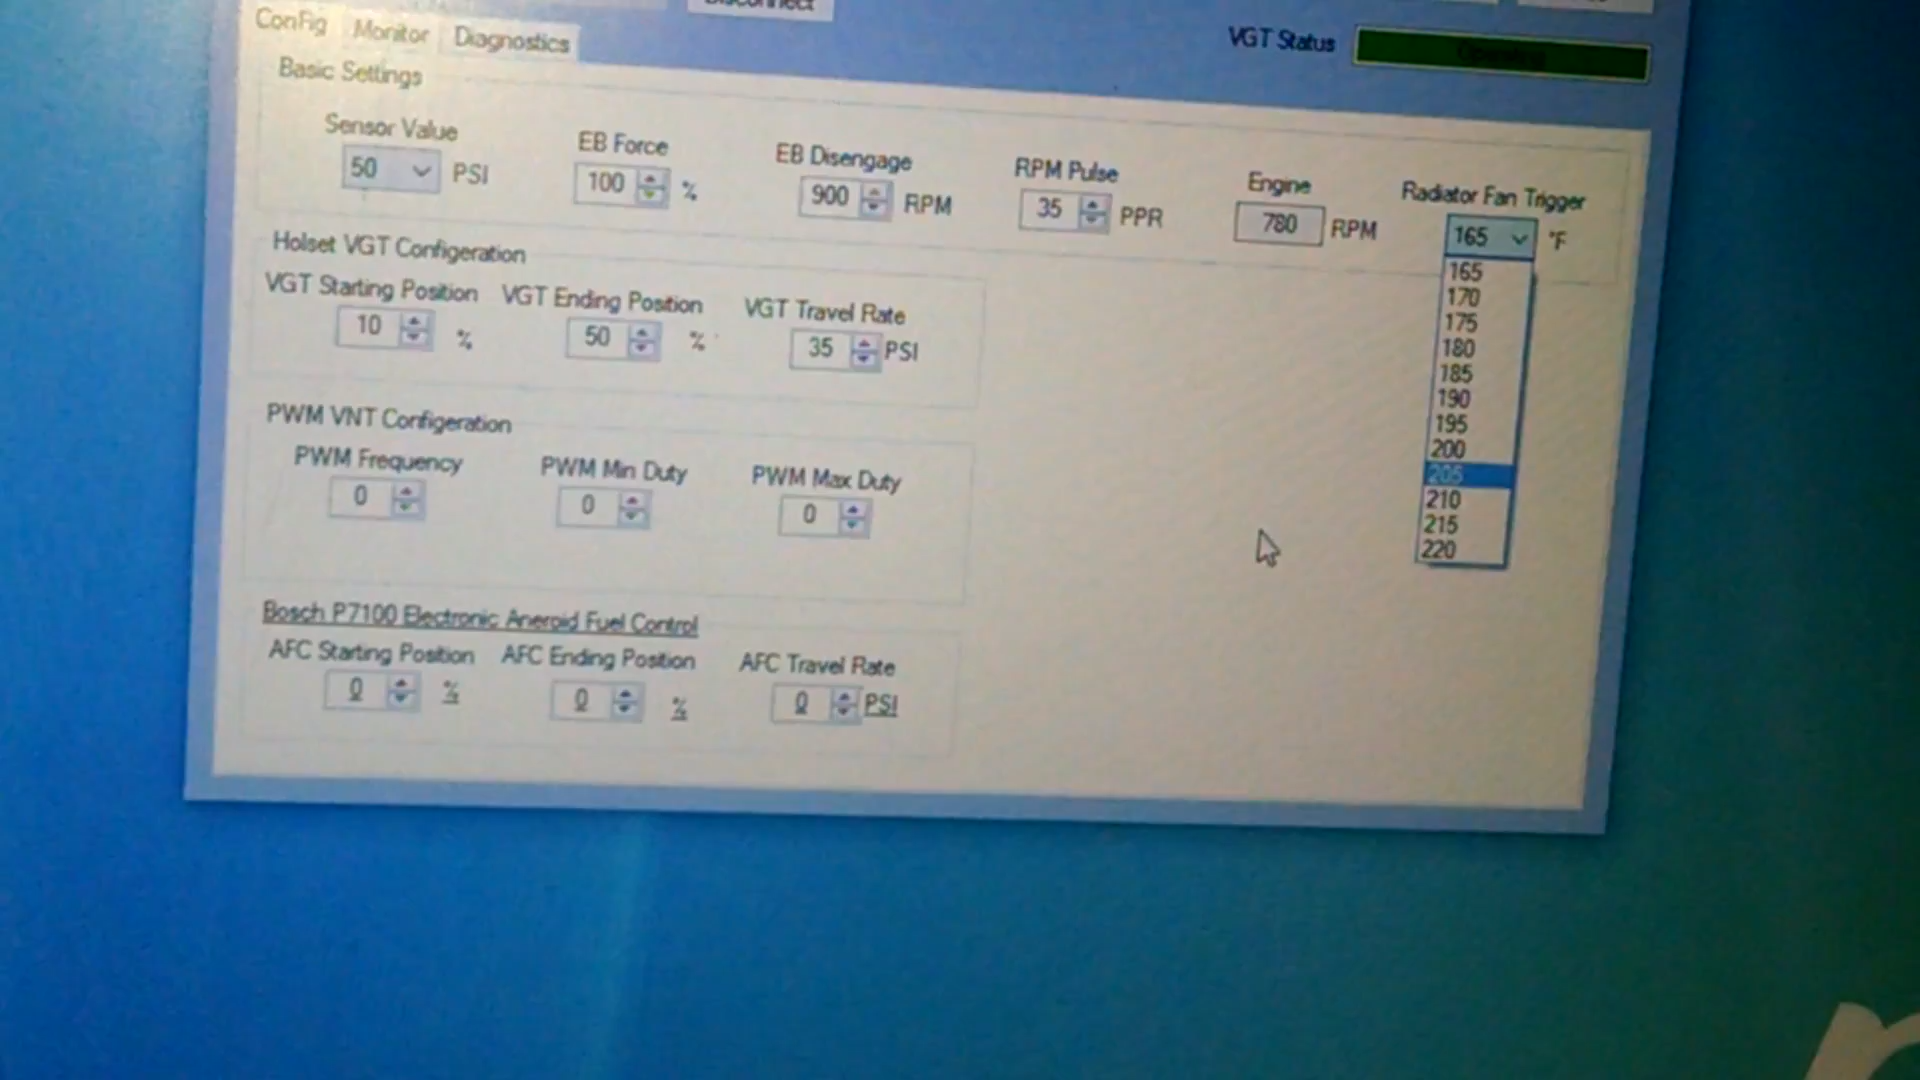 Disconnect
Config Monitor Diagnostics
VGT Status
Basic Settings
Sensor Value
50 PSI
EB Force
100 %
EB Disengage
900 RPM
RPM Pulse
35 PPR
Engine
780 RPM
Radiator Fan Trigger
165 °F
165
170
175
180
185
190
195
200
205
210
215
220
Holset VGT Configeration
VGT Starting Position VGT Ending Position VGT Travel Rate
10 % 50 % 35 PSI
PWM VNT Configeration
PWM Frequency PWM Min Duty PWM Max Duty
0 0 0
Bosch P7100 Electronic Aneroid Fuel Control
AFC Starting Position AFC Ending Position AFC Travel Rate
0 % 0 % 0 PSI